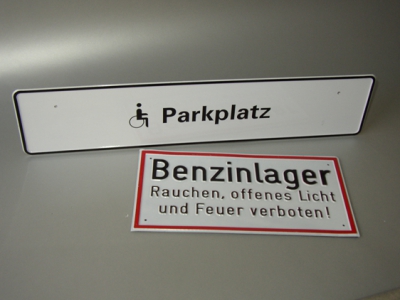 Parkplatz
Benzinlager
Rauchen, offenes Licht
und Feuer verboten!